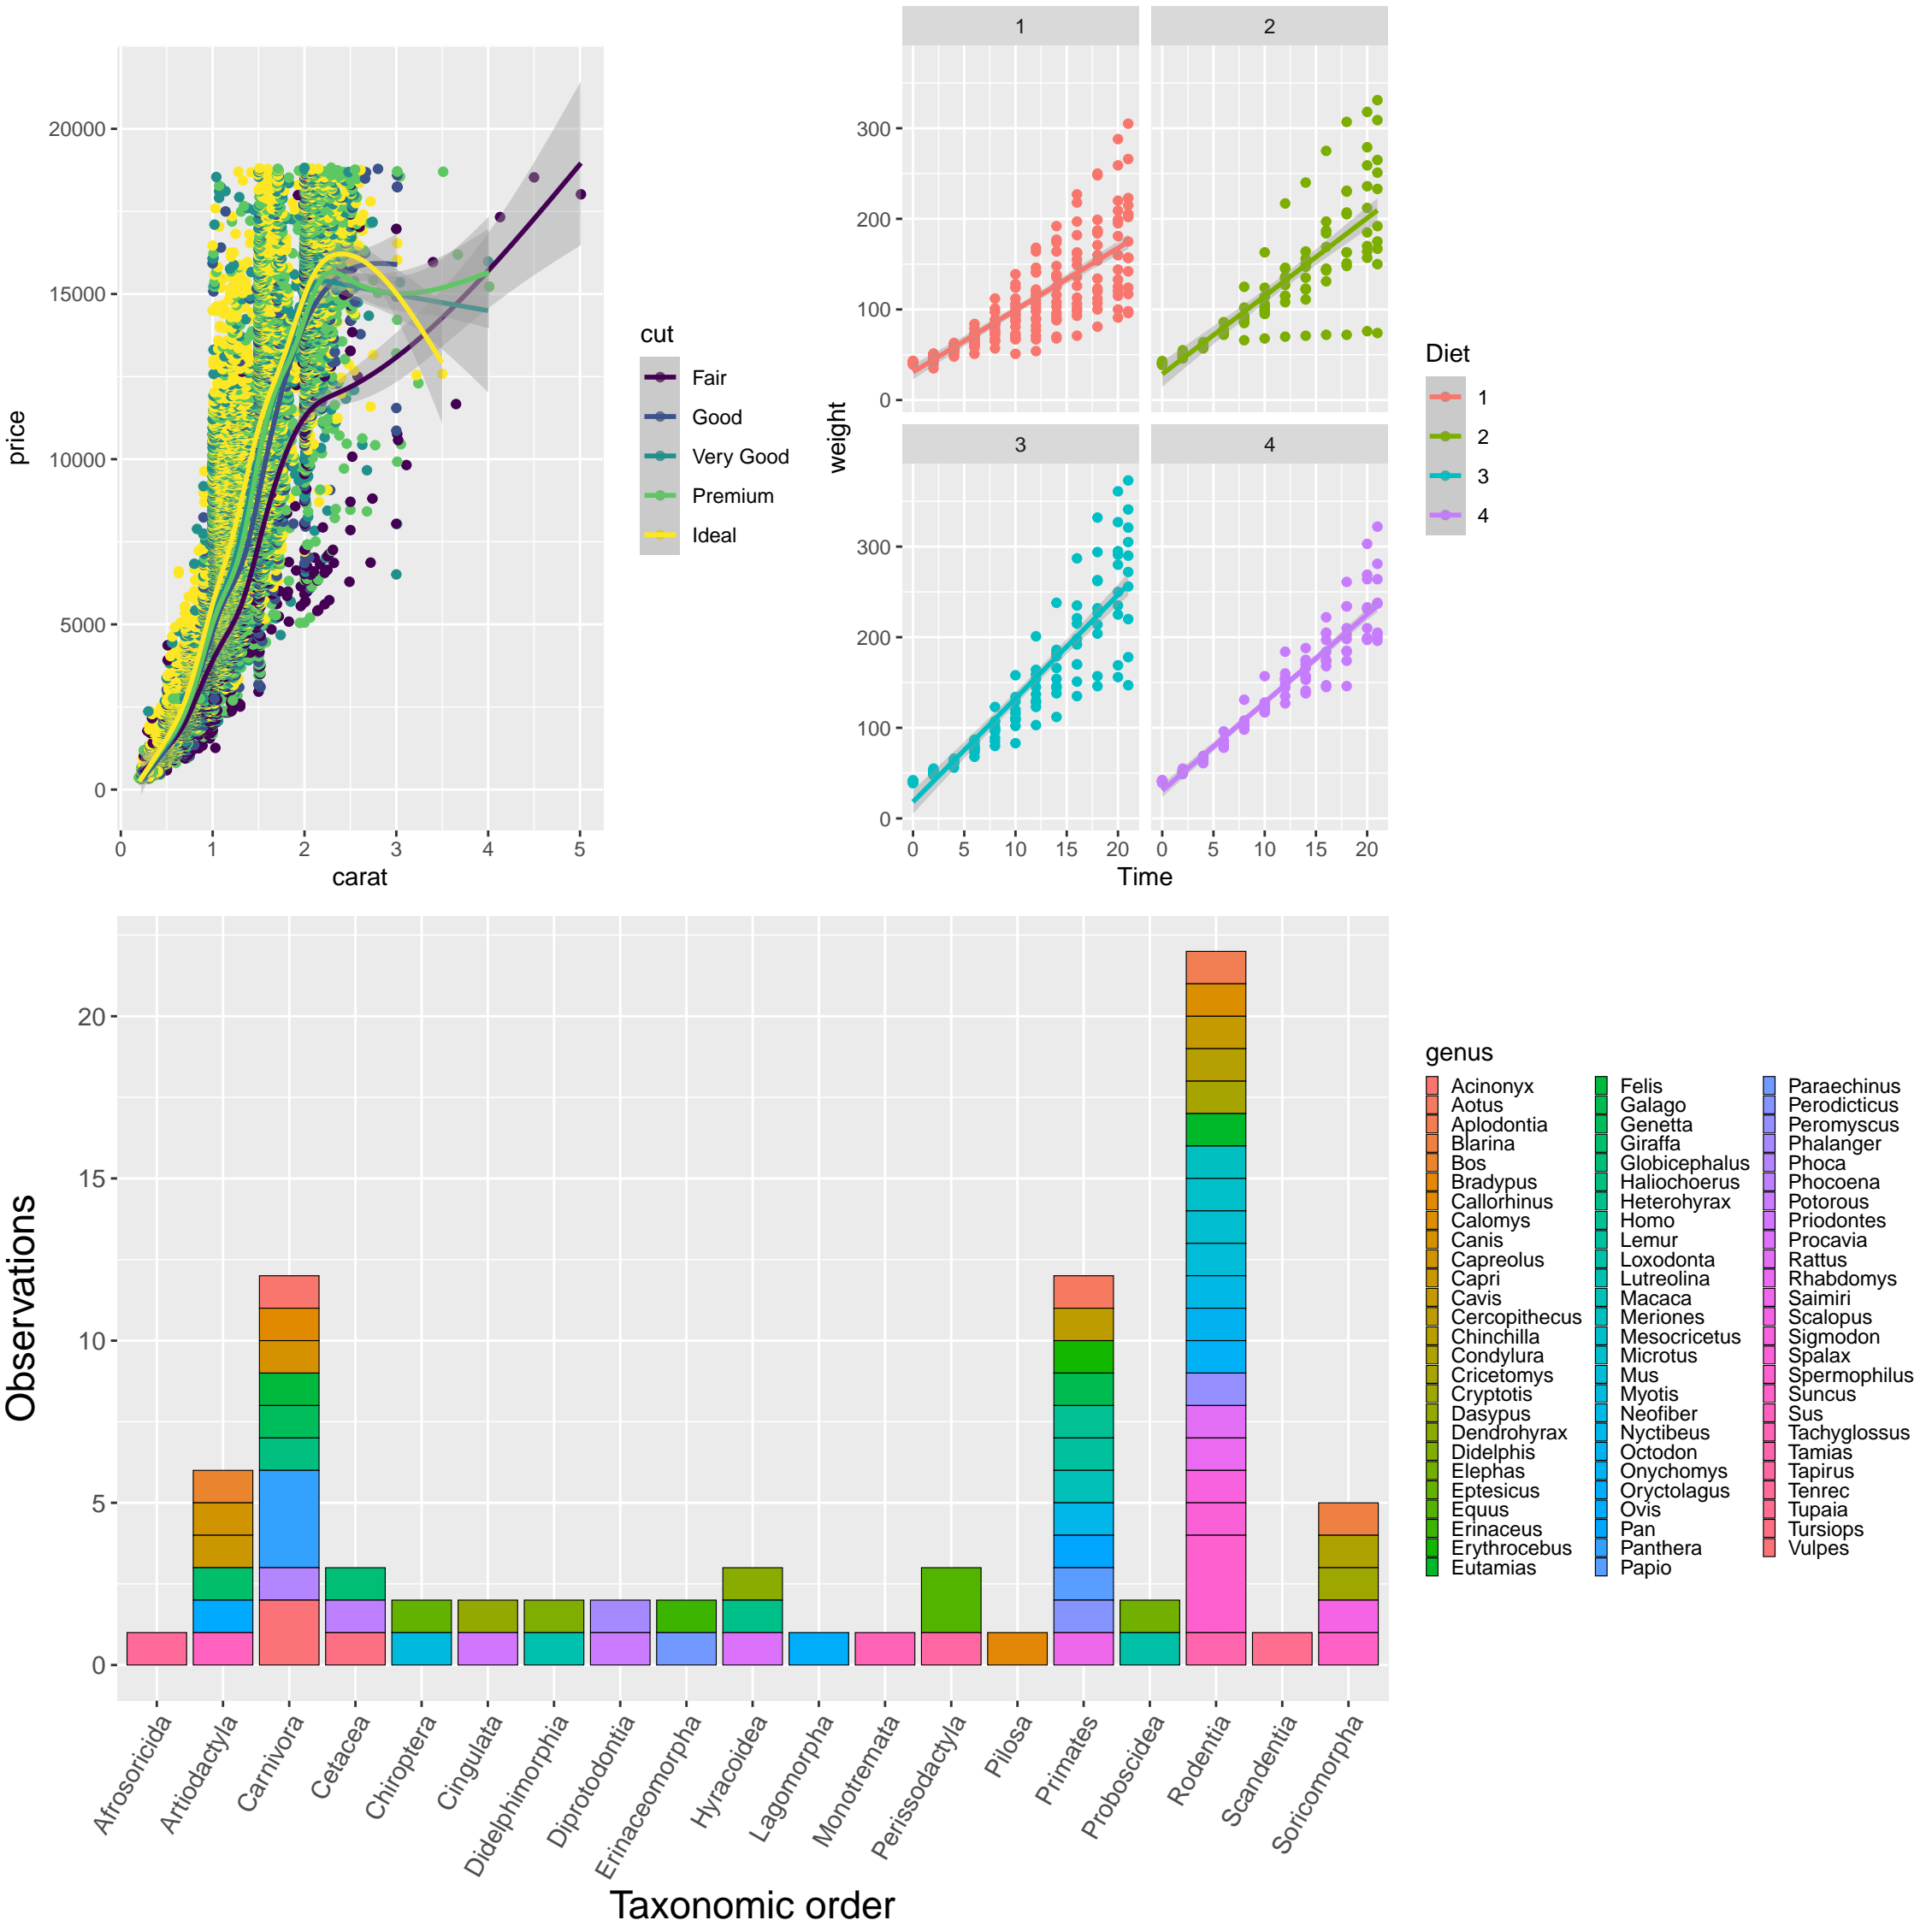 20000
15000
10000
5000
0
0 1 2 3 4 5
carat
price
cut
Fair
Good
Very Good
Premium
Ideal
1 2
300
200
100
0
3 4
300
200
100
0
0 5 10 15 20 0 5 10 15 20
Time
weight
Diet
1
2
3
4
20
15
10
5
0
Observations
Afrosoricida
Artiodactyla
Carnivora
Cetacea
Chiroptera
Cingulata
Didelphimorphia
Diprotodontia
Erinaceomorpha
Hyracoidea
Lagomorpha
Monotremata
Perissodactyla
Pilosa
Primates
Proboscidea
Rodentia
Scandentia
Soricomorpha
Taxonomic order
genus
Acinonyx
Aotus
Aplodontia
Blarina
Bos
Bradypus
Callorhinus
Calomys
Canis
Capreolus
Capri
Cavis
Cercopithecus
Chinchilla
Condylura
Cricetomys
Cryptotis
Dasypus
Dendrohyrax
Didelphis
Elephas
Eptesicus
Equus
Erinaceus
Erythrocebus
Eutamias
Felis
Galago
Genetta
Giraffa
Globicephalus
Haliochoerus
Heterohyrax
Homo
Lemur
Loxodonta
Lutreolina
Macaca
Meriones
Mesocricetus
Microtus
Mus
Myotis
Neofiber
Nyctibeus
Octodon
Onychomys
Oryctolagus
Ovis
Pan
Panthera
Papio
Paraechinus
Perodicticus
Peromyscus
Phalanger
Phoca
Phocoena
Potorous
Priodontes
Procavia
Rattus
Rhabdomys
Saimiri
Scalopus
Sigmodon
Spalax
Spermophilus
Suncus
Sus
Tachyglossus
Tamias
Tapirus
Tenrec
Tupaia
Tursiops
Vulpes